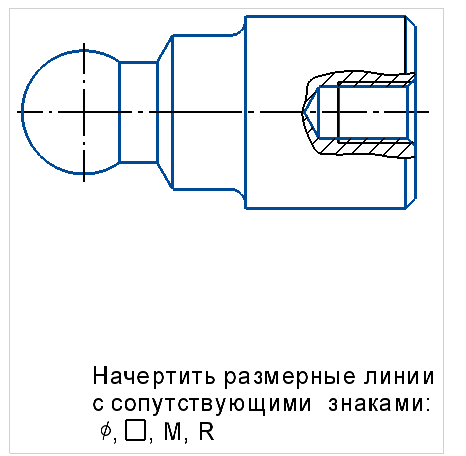 Начертить размерные линии
с сопутствующими знаками:
⌀, □, М, R